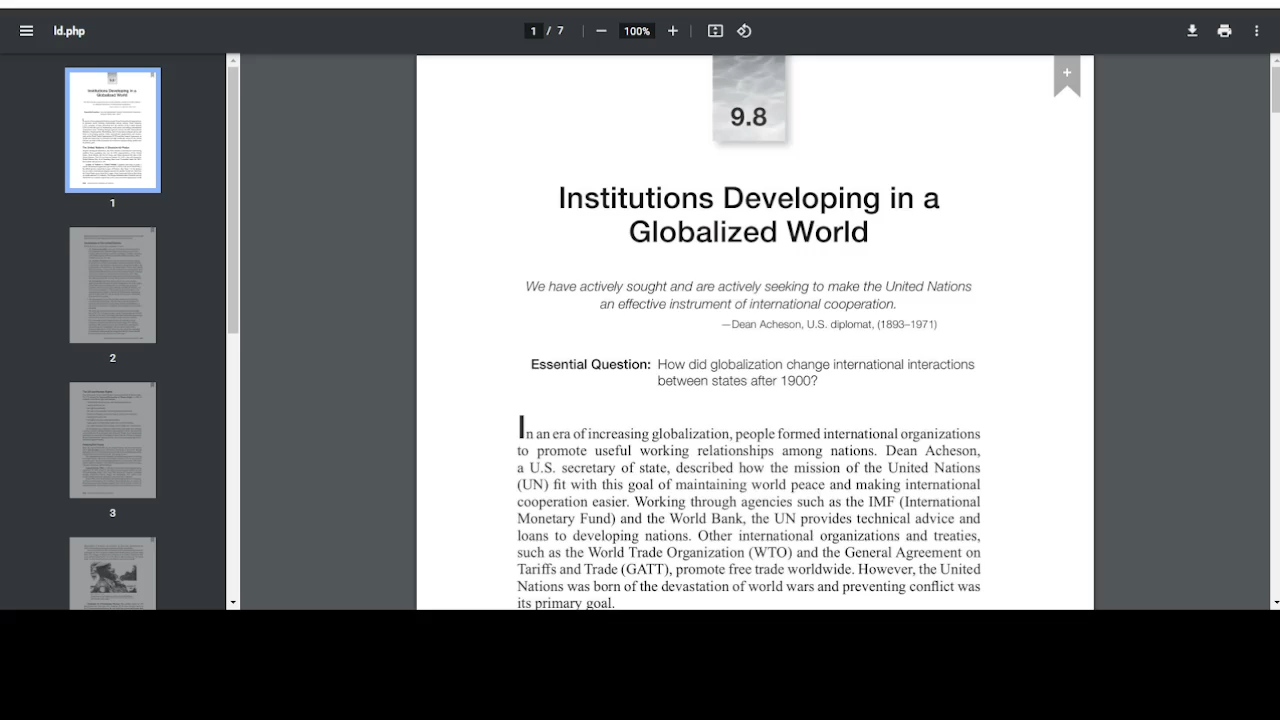 ld.php
1 / 7
100%
1
2
3
9.8
Institutions Developing in a
Globalized World
We have actively sought and are actively seeking to make the United Nations
an effective instrument of international cooperation.
—Dean Acheson, U.S. diplomat, (1893–1971)
Essential Question: How did globalization change international interactions
between states after 1900?
In an era of increasing globalization, people formed international organizations
to promote useful working relationships among nations. Dean Acheson,
a U.S. secretary of state, described how the mission of the United Nations
(UN) fit with this goal of maintaining world peace and making international
cooperation easier. Working through agencies such as the IMF (International
Monetary Fund) and the World Bank, the UN provides technical advice and
loans to developing nations. Other international organizations and treaties,
such as the World Trade Organization (WTO) and the General Agreement on
Tariffs and Trade (GATT), promote free trade worldwide. However, the United
Nations was born of the devastation of world wars and preventing conflict was
its primary goal.